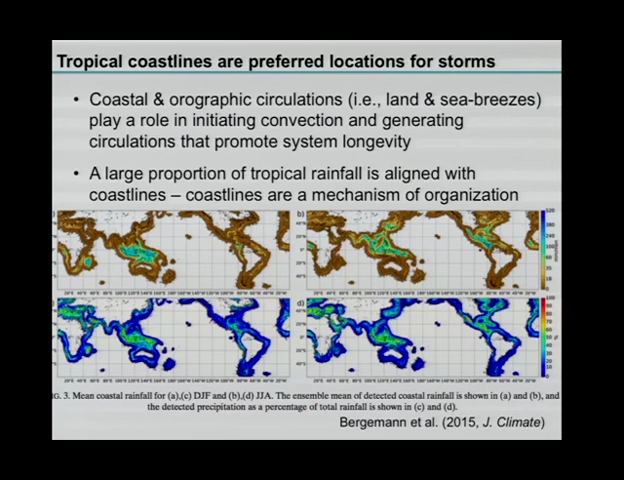 Tropical coastlines are preferred locations for storms
• Coastal & orographic circulations (i.e., land & sea-breezes)
play a role in initiating convection and generating
circulations that promote system longevity
• A large proportion of tropical rainfall is aligned with
coastlines – coastlines are a mechanism of organization
b)
d)
G. 3. Mean coastal rainfall for (a),(c) DJF and (b),(d) JJA. The ensemble mean of detected coastal rainfall is shown in (a) and (b), and
the detected precipitation as a percentage of total rainfall is shown in (c) and (d).
Bergemann et al. (2015, J. Climate)